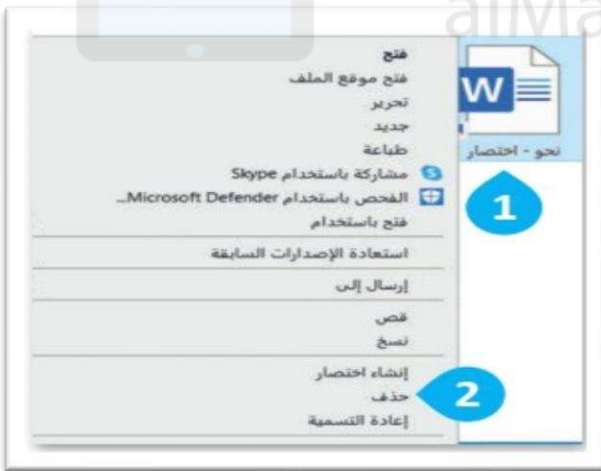 فتح
فتح موقع الملف
تحرير
جديد
طباعة
مشاركة باستخدام Skype
الفحص باستخدام Microsoft Defender...
فتح باستخدام
استعادة الإصدارات السابقة
إرسال إلى
قص
نسخ
إنشاء اختصار
حذف
إعادة التسمية
W
نحو - اختصار
1
2